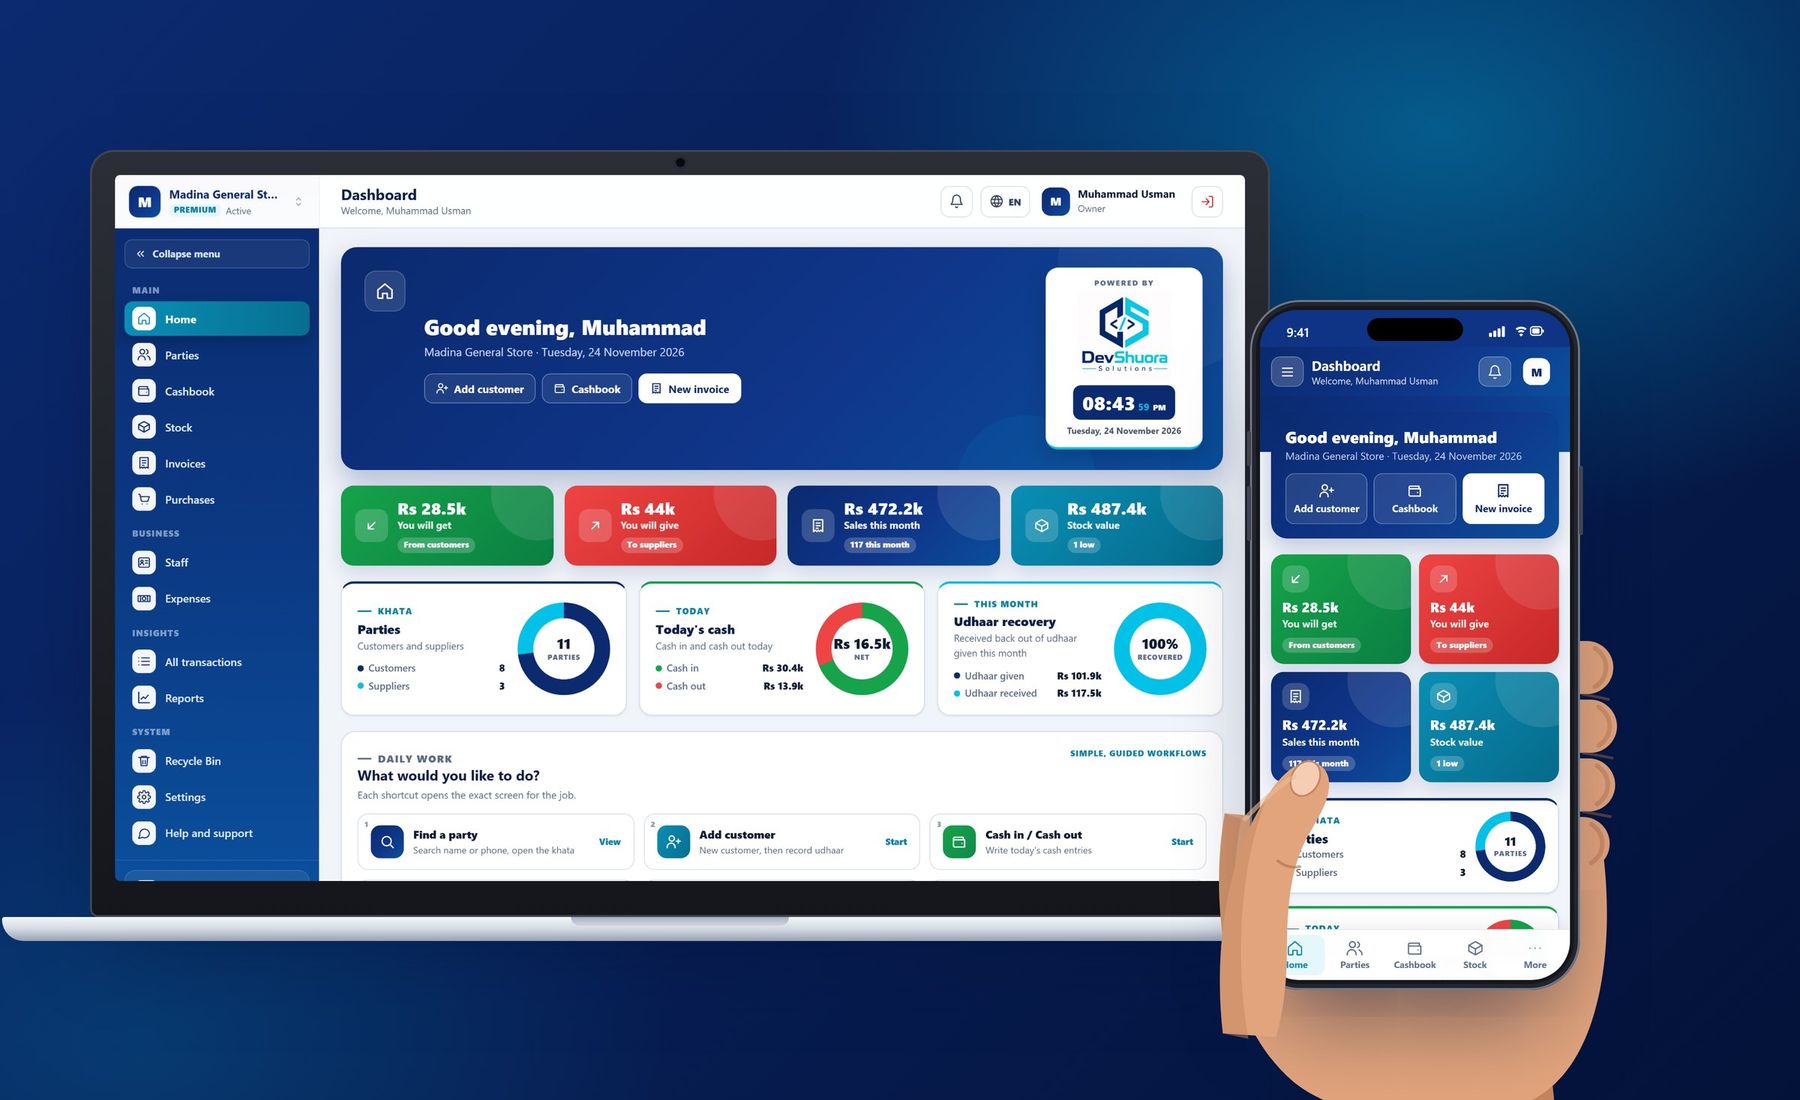 Madina General St...
PREMIUM Active
Dashboard
Welcome, Muhammad Usman
EN
M
Muhammad Usman
Owner
M
Collapse menu
MAIN
Home
Parties
Cashbook
Stock
Invoices
Purchases
BUSINESS
Staff
Expenses
INSIGHTS
All transactions
Reports
SYSTEM
Recycle Bin
Settings
Help and support
Good evening, Muhammad
Madina General Store · Tuesday, 24 November 2026
Add customer
Cashbook
New invoice
POWERED BY
DevShuora
Solutions
08:43 59 PM
Tuesday, 24 November 2026
Rs 28.5k
You will get
From customers
Rs 44k
You will give
To suppliers
Rs 472.2k
Sales this month
117 this month
Rs 487.4k
Stock value
1 low
KHATA
Parties
Customers and suppliers
Customers 8
Suppliers 3
11
PARTIES
TODAY
Today's cash
Cash in and cash out today
Cash in Rs 30.4k
Cash out Rs 13.9k
Rs 16.5k
NET
THIS MONTH
Udhaar recovery
Received back out of udhaar
given this month
Udhaar given Rs 101.9k
Udhaar received Rs 117.5k
100%
RECOVERED
DAILY WORK
What would you like to do?
Each shortcut opens the exact screen for the job.
SIMPLE, GUIDED WORKFLOWS
1
Find a party
Search name or phone, open the khata
View
2
Add customer
New customer, then record udhaar
Start
3
Cash in / Cash out
Write today's cash entries
Start
9:41
Dashboard
Welcome, Muhammad Usman
M
Good evening, Muhammad
Madina General Store · Tuesday, 24 November 2026
Add customer
Cashbook
New invoice
Rs 28.5k
You will get
From customers
Rs 44k
You will give
To suppliers
Rs 472.2k
Sales this month
month
Rs 487.4k
Stock value
1 low
Suppliers 3
8
11
PARTIES
TODAY
Parties
Cashbook
Stock
More